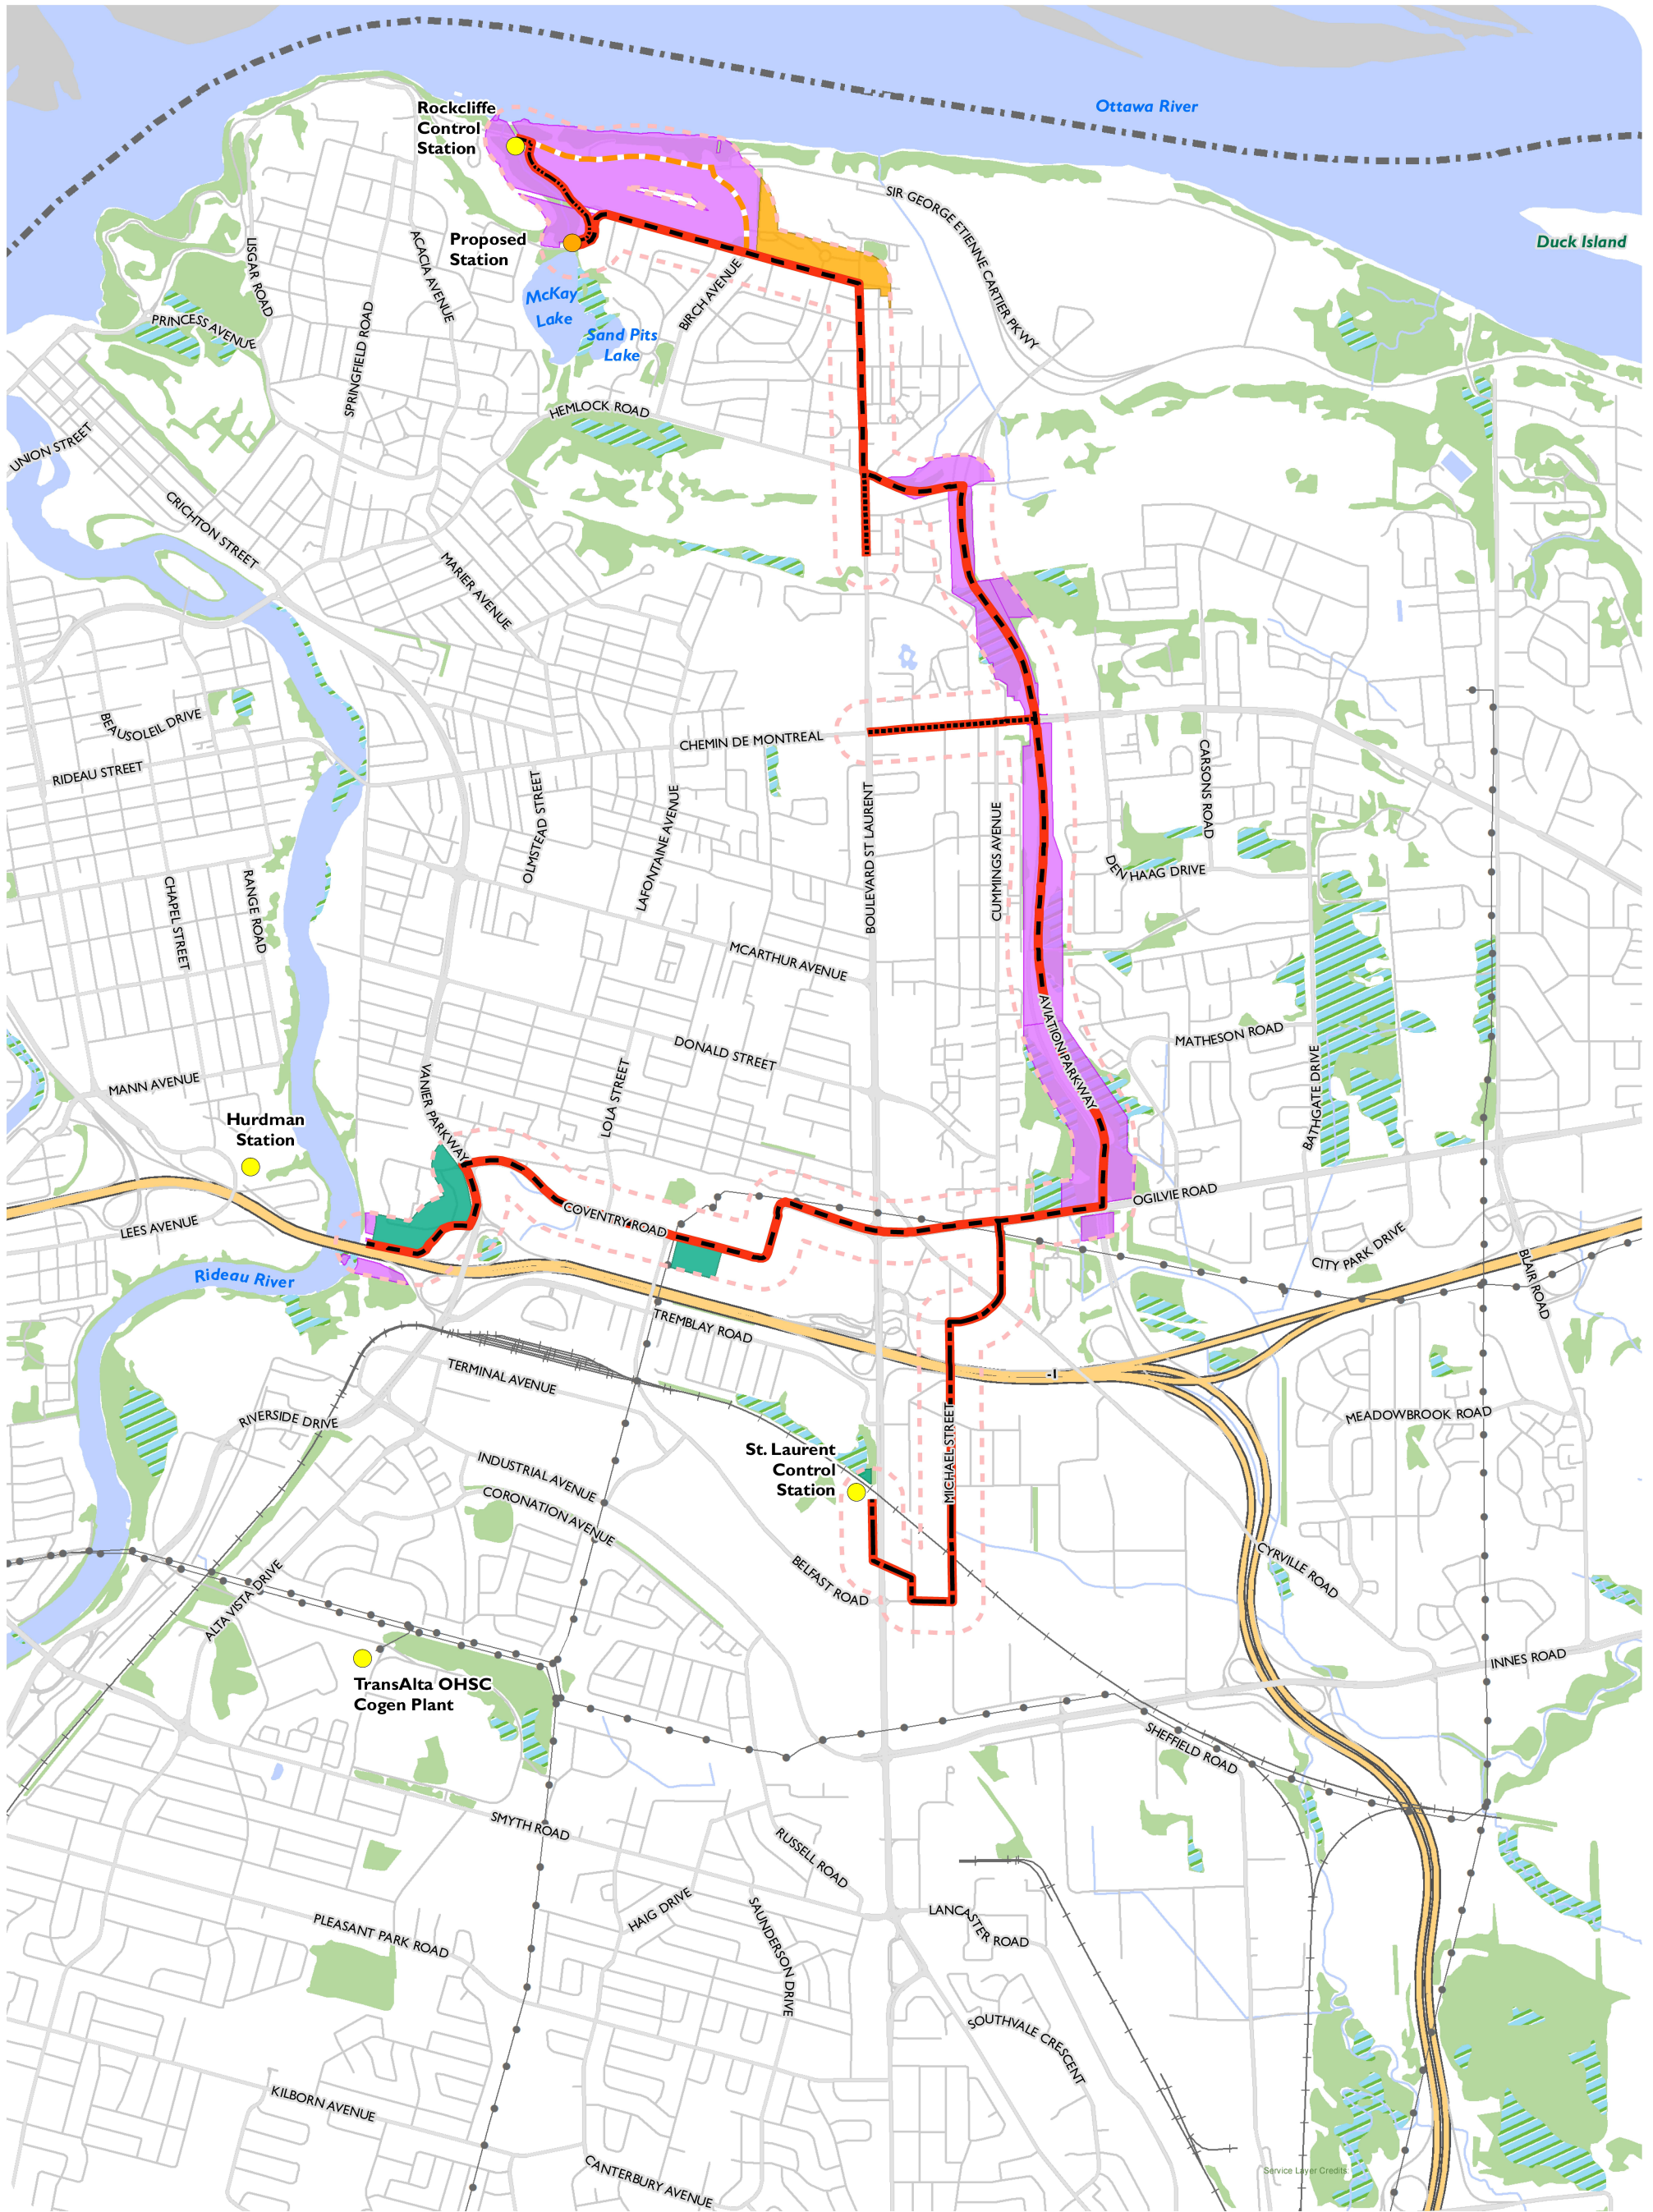 Rockcliffe
Control
Station
Ottawa River
SIR GEORGE ETIENNE CARTIER PKWY
Duck Island
Proposed
Station
LISGAR ROAD
ACACIA AVENUE
BIRCH AVENUE
McKay
Lake
Sand Pits
Lake
PRINCESS AVENUE
SPRINGFIELD ROAD
HEMLOCK ROAD
UNION STREET
CRICHTON STREET
MARIER AVENUE
BEAUSOLEIL DRIVE
CHEMIN DE MONTREAL
RIDEAU STREET
OLMSTEAD STREET
LAFONTAINE AVENUE
BOULEVARD ST LAURENT
CUMMINGS AVENUE
CARSONS ROAD
DEN HAAG DRIVE
CHAPEL STREET
RANGE ROAD
MCARTHUR AVENUE
AVIATION PARKWAY
MATHESON ROAD
DONALD STREET
MANN AVENUE
VANIER PARKWAY
LOLA STREET
BATHGATE DRIVE
Hurdman
Station
OGILVIE ROAD
COVENTRY ROAD
LEES AVENUE
CITY PARK DRIVE
BLAIR ROAD
Rideau River
TREMBLAY ROAD
TERMINAL AVENUE
-1
MEADOWBROOK ROAD
RIVERSIDE DRIVE
MICHAEL STREET
St. Laurent
Control
Station
INDUSTRIAL AVENUE
CORONATION AVENUE
BELFAST ROAD
CYRVILLE ROAD
ALTA VISTA DRIVE
INNES ROAD
TransAlta OHSC
Cogen Plant
SHEFFIELD ROAD
SMYTH ROAD
RUSSELL ROAD
HAIG DRIVE
SAUNDERSON DRIVE
LANCASTER ROAD
PLEASANT PARK ROAD
SOUTHVALE CRESCENT
KILBORN AVENUE
CANTERBURY AVENUE
Service Layer Credits: